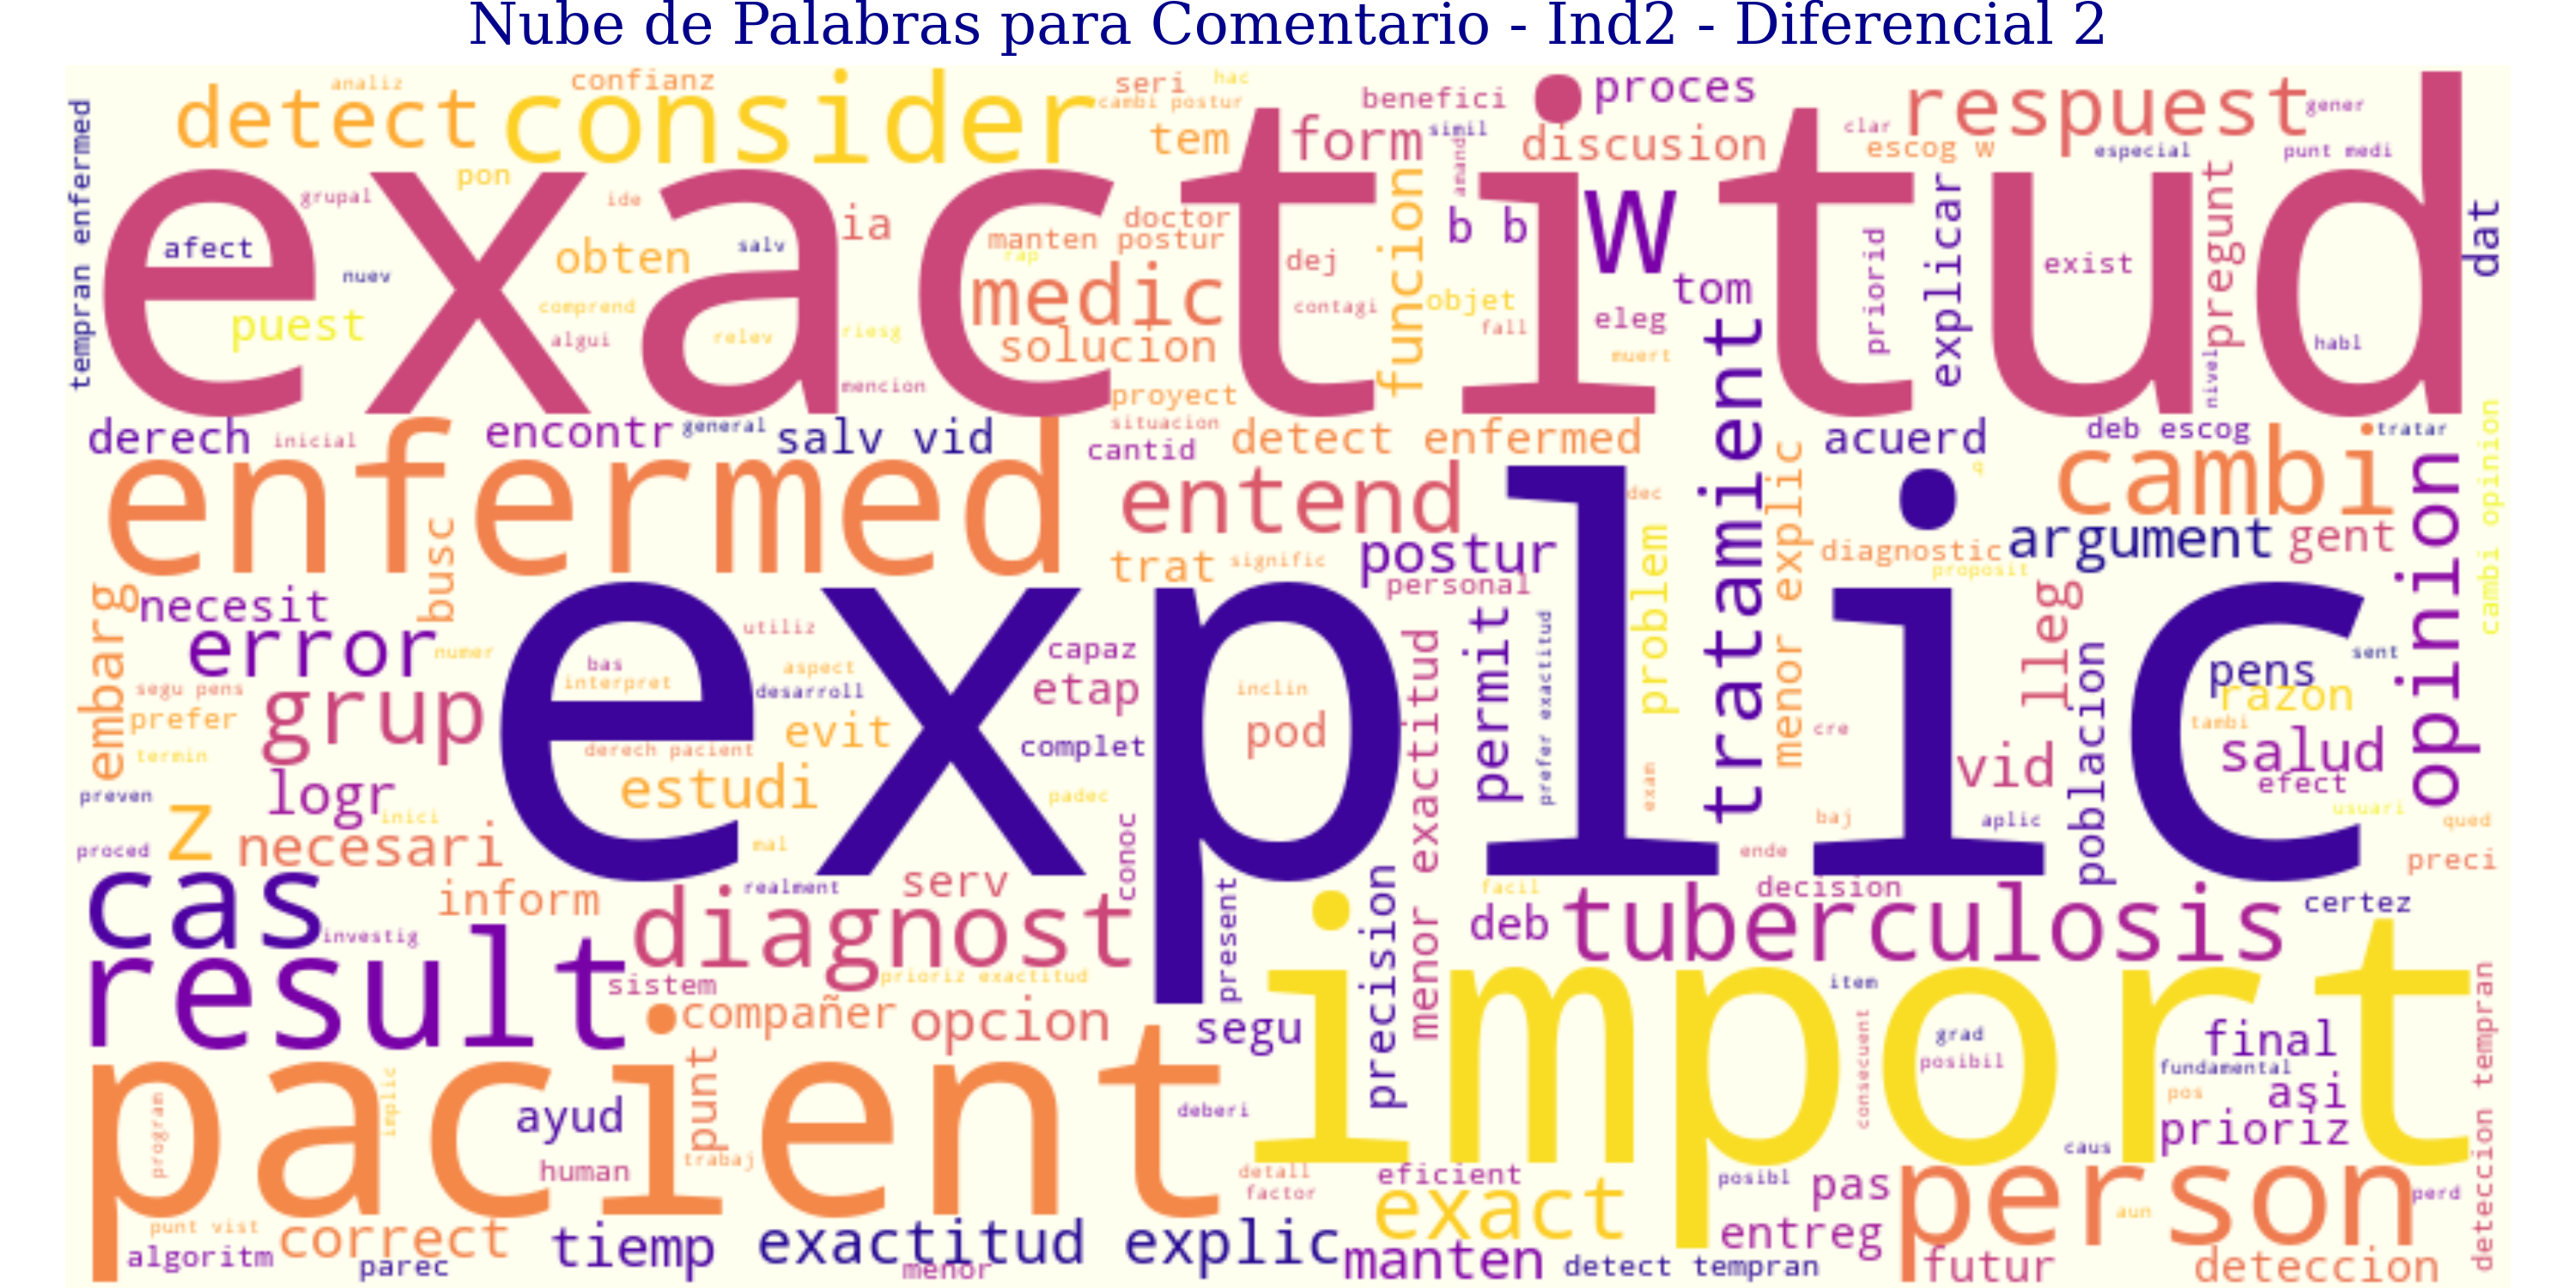 Nube de Palabras para Comentario - Ind2 - Diferencial 2
analiz confianz seri hac
detect consider cambi postur benefici proces respuest gener
tem form simil discusion clar escog w especial punt medi
tempran enfermed
exactitud
pon grupal ide doctor amand
afect nuev obten salv ia manten postur rap dej
funcion b b w tom priorid explicar exist pregunt dat
puest comprend algui relev riesg medic solucion contagi objet fall eleg muert
mencion proyect nivel habl
derech inicial encontr general salv vid situacion cantid detect enfermed acuerd deb escog tratar
enfermed entend tratamient menor explic q cambi opinion cambi opinion
busc trat signific postur personal dec problem diagnostic proposit argument gent
embarg necesit error numer
explic
utiliz bas interpret aspect desarroll capaz etap inclin pod
menor exactitud permit prefer exactitud cre lleg poblacion pens sent razon tambi
segu pens prefer termin grup derech pacient evit complet salud efect vid
preven logr inici estudi padec exam baj aplic usuari qued
proced z necesari mal conoc ende preci
cas inform realment serv present precision facil decision
investig diagnost deb tuberculosis certez
result sistem prioriz exactitud import item
compañer opcion segu consecuent grad posibil final fundamental
pacient program implic punt ayud deberi pos asi prioriz deteccion tempran
human trabaj detall factor eficient posibl pas caus person perd
punt vist correct exact entreg aun
algoritm parec tiemp exactitud explic menor manten detect tempran futur deteccion